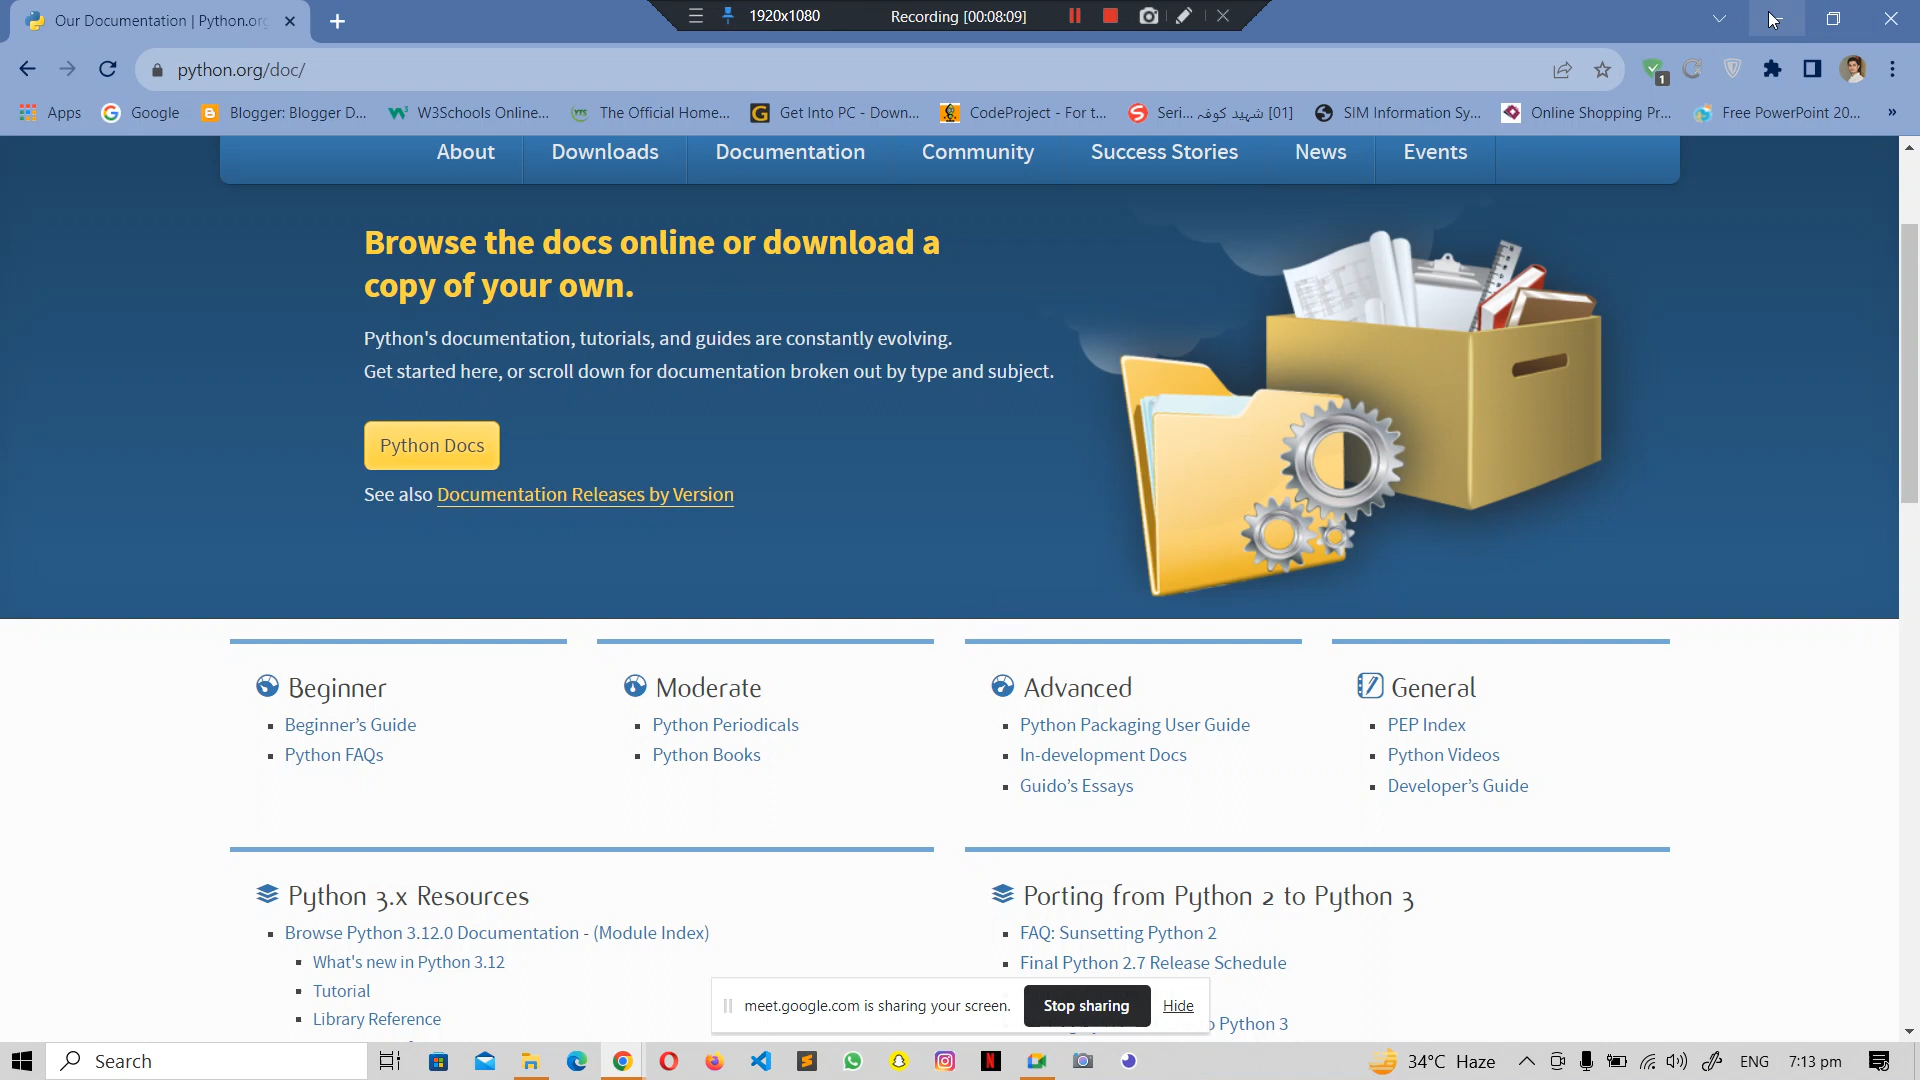 Our Documentation | Python.org
1920x1080
Recording [00:08:09]
python.org/doc/
1
Apps
Google
Blogger: Blogger D...
W3Schools Online...
The Official Home...
Get Into PC - Down...
CodeProject - For t...
Seri... شہید کوفہ [01]
SIM Information Sy...
Online Shopping Pr...
Free PowerPoint 20...
»
About
Downloads
Documentation
Community
Success Stories
News
Events
Browse the docs online or download a
copy of your own.
Python's documentation, tutorials, and guides are constantly evolving.
Get started here, or scroll down for documentation broken out by type and subject.
Python Docs
See also Documentation Releases by Version
Beginner
Beginner's Guide
Python FAQs
Moderate
Python Periodicals
Python Books
Advanced
Python Packaging User Guide
In-development Docs
Guido's Essays
General
PEP Index
Python Videos
Developer's Guide
Python 3.x Resources
Browse Python 3.12.0 Documentation - (Module Index)
What's new in Python 3.12
Tutorial
Library Reference
Porting from Python 2 to Python 3
FAQ: Sunsetting Python 2
Final Python 2.7 Release Schedule
o Python 3
meet.google.com is sharing your screen.
Stop sharing
Hide
Search
34°C Haze
ENG
7:13 pm